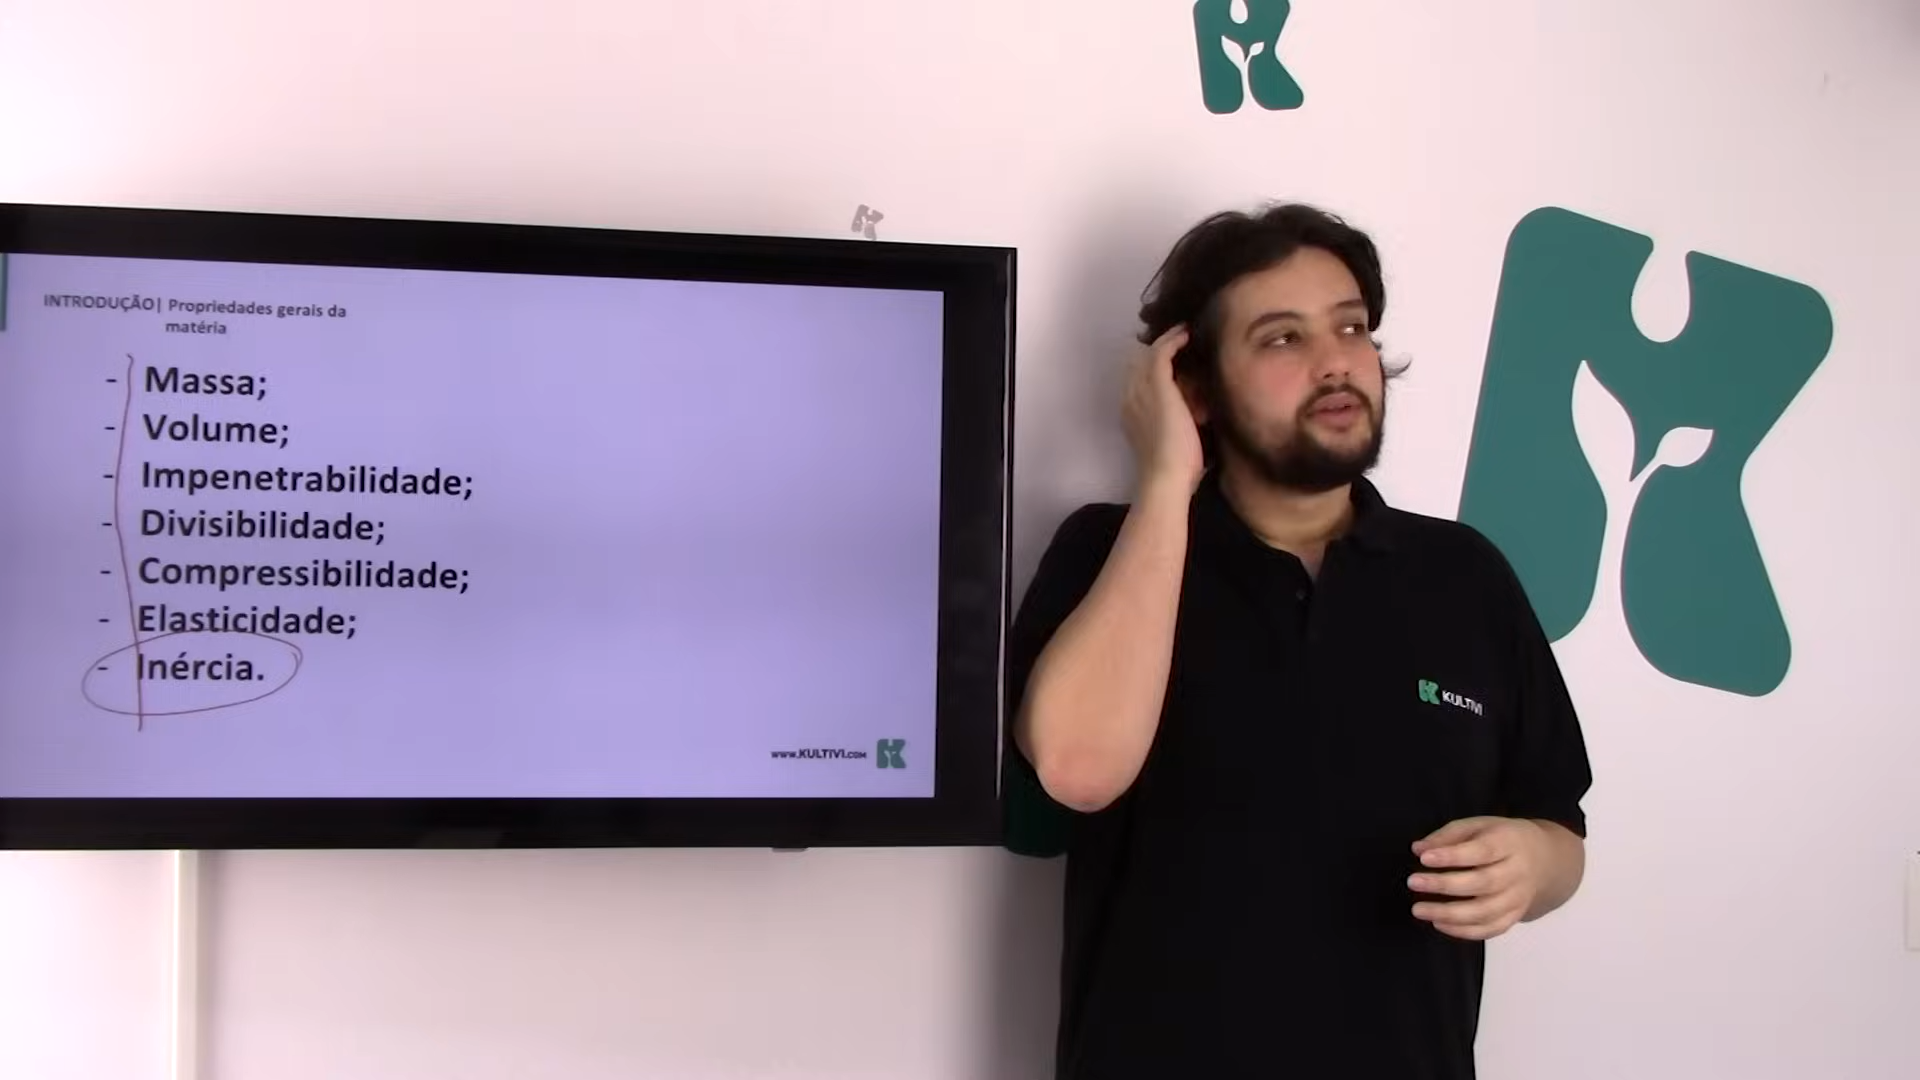 INTRODUÇÃO| Propriedades gerais da
matéria
- Massa;
- Volume;
- Impenetrabilidade;
- Divisibilidade;
- Compressibilidade;
- Elasticidade;
- Inércia.
www.KULTIVI.COM
KULTIVI